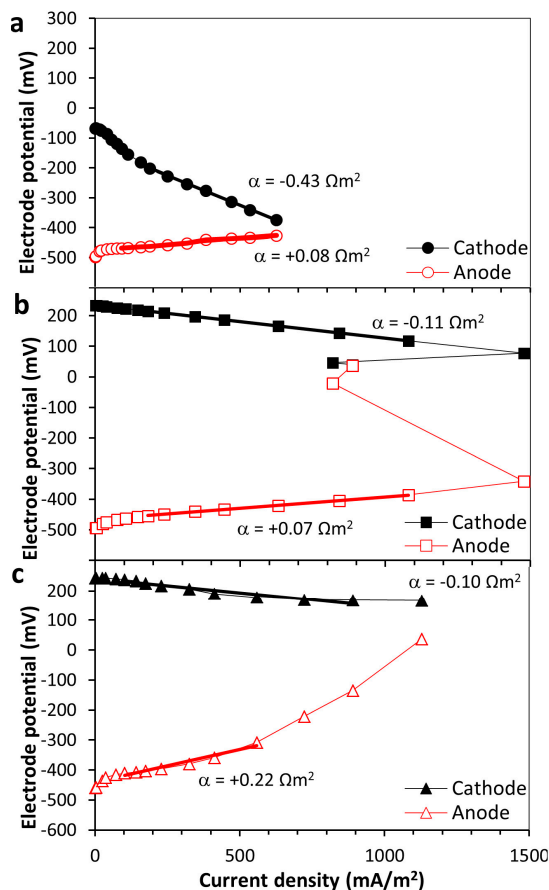 a
300
200
100
0
-100
-200
-300
-400
-500
Electrode potential (mV)
α = -0.43 Ωm²
α = +0.08 Ωm²
Cathode
Anode
b
200
100
0
100
-200
-300
-400
-500
Electrode potential (mV)
α = -0.11 Ωm²
α = +0.07 Ωm²
Cathode
Anode
c
200
100
0
-100
-200
-300
-400
-500
-600
Electrode potential (mV)
α = -0.10 Ωm²
α = +0.22 Ωm²
Cathode
Anode
0
500
1000
1500
Current density (mA/m²)